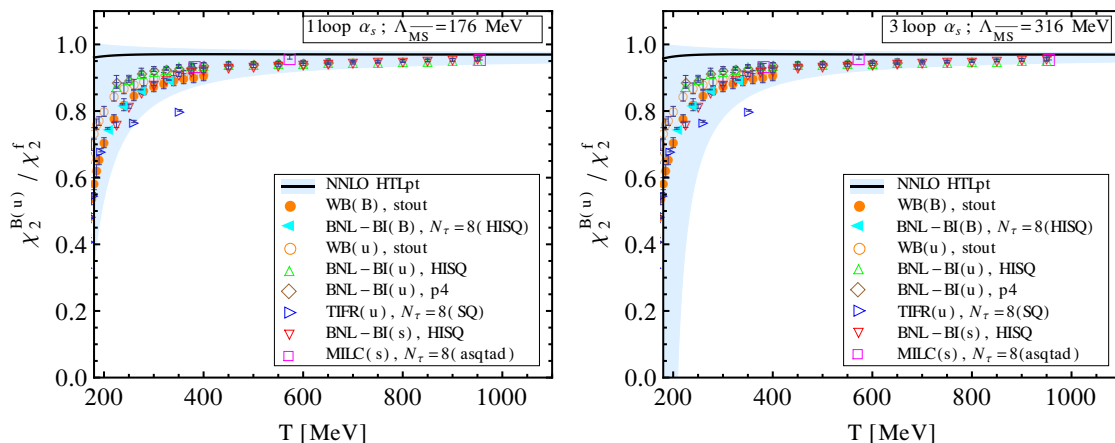 1 loop αs ; Λ_MS‾=176 MeV
χ₂^B(u) / χ₂^f
1.0
0.8
0.6
0.4
0.2
0.0
NNLO HTLpt
WB(B) , stout
BNL−BI(B) , Nτ=8(HISQ)
WB(u) , stout
BNL−BI(u) , HISQ
BNL−BI(u) , p4
TIFR(u) , Nτ=8(SQ)
BNL−BI(s) , HISQ
MILC(s) , Nτ=8(asqtad)
200 400 600 800 1000
T [MeV]
3 loop αs ; Λ_MS‾=316 MeV
χ₂^B(u) / χ₂^f
1.0
0.8
0.6
0.4
0.2
0.0
NNLO HTLpt
WB(B) , stout
BNL−BI(B) , Nτ=8(HISQ)
WB(u) , stout
BNL−BI(u) , HISQ
BNL−BI(u) , p4
TIFR(u) , Nτ=8(SQ)
BNL−BI(s) , HISQ
MILC(s) , Nτ=8(asqtad)
200 400 600 800 1000
T [MeV]